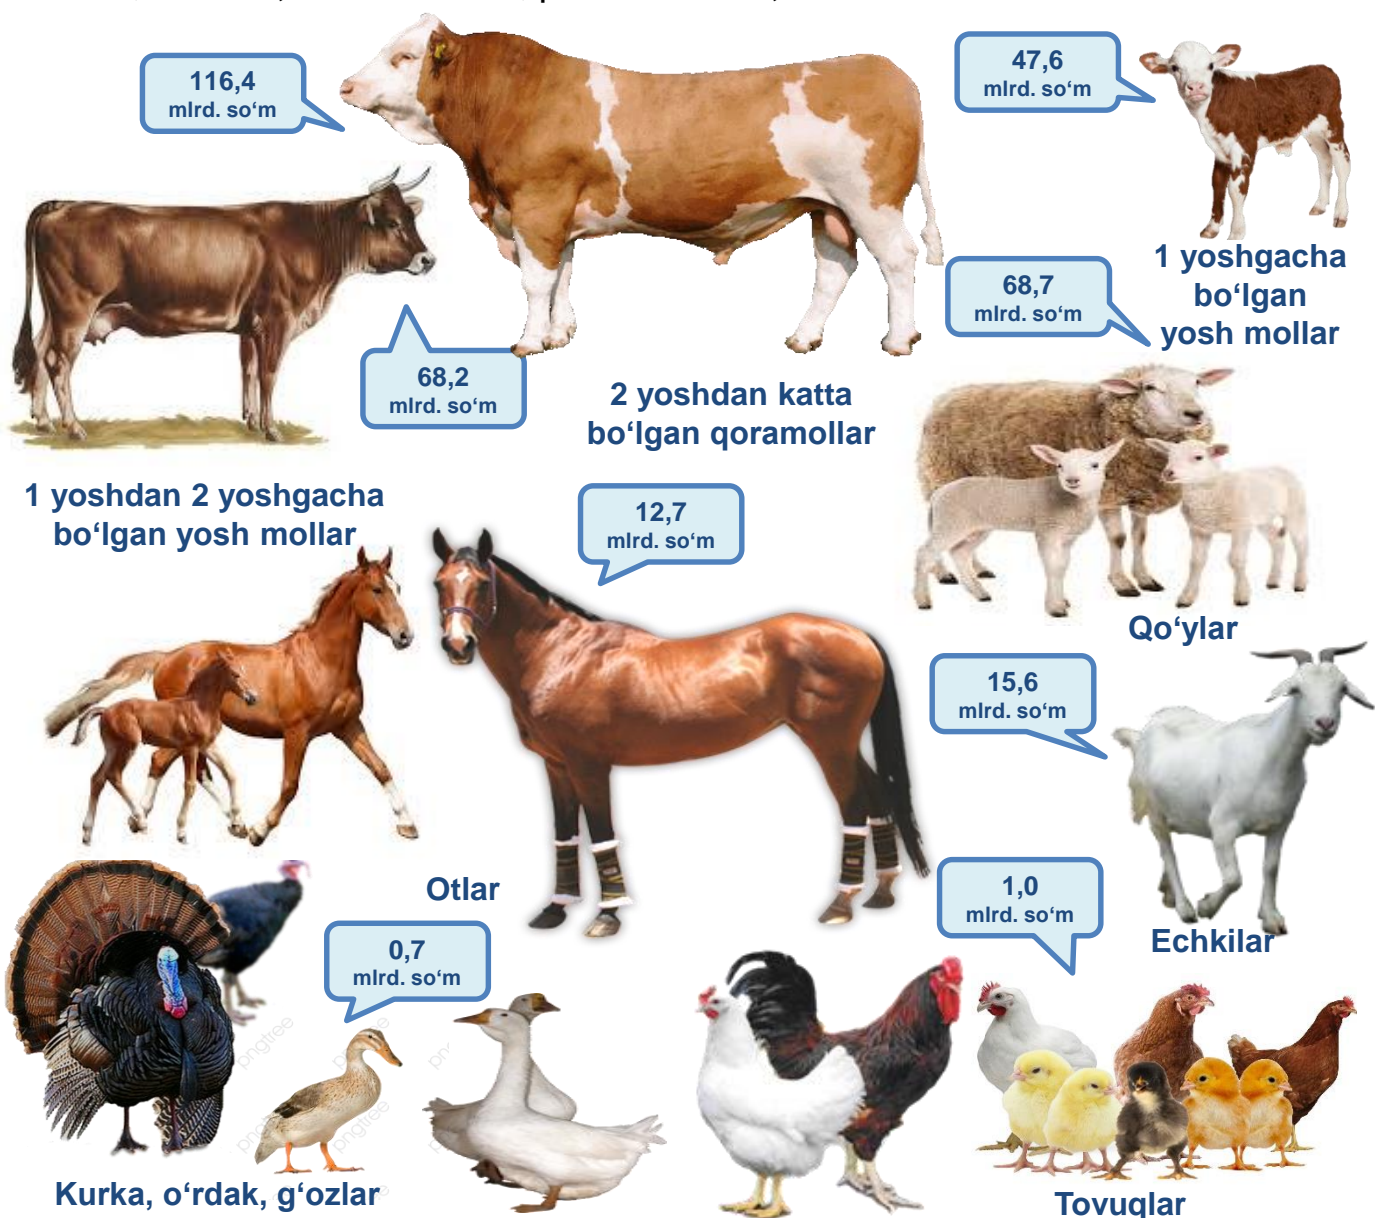 116,4
mlrd. so‘m
47,6
mlrd. so‘m
1 yoshgacha
bo‘lgan
yosh mollar
68,7
mlrd. so‘m
68,2
mlrd. so‘m
2 yoshdan katta
bo‘lgan qoramollar
1 yoshdan 2 yoshgacha
bo‘lgan yosh mollar
12,7
mlrd. so‘m
Qo‘ylar
15,6
mlrd. so‘m
Otlar
1,0
mlrd. so‘m
Echkilar
0,7
mlrd. so‘m
pngtree
pngtree
Kurka, o‘rdak, g‘ozlar
Tovuqlar